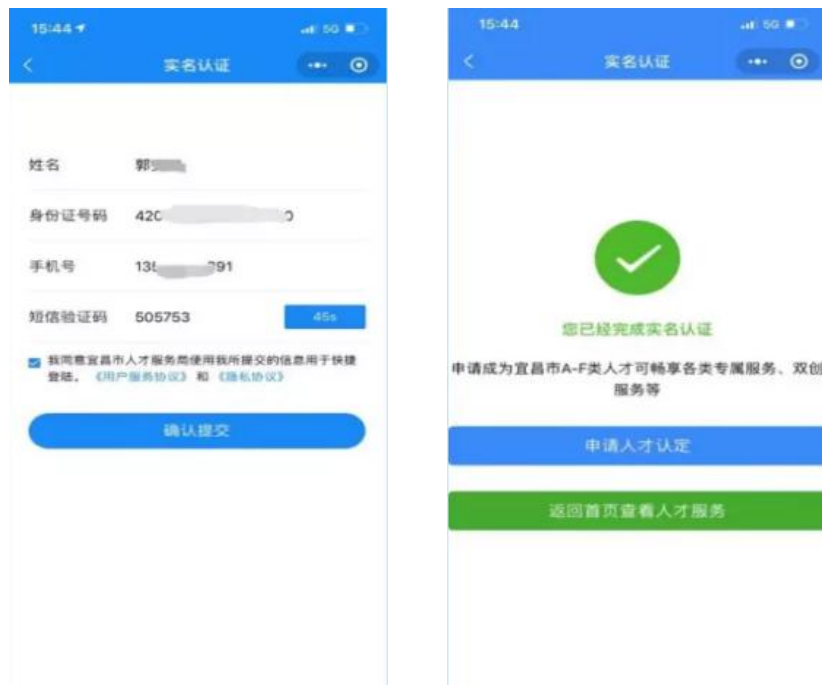 15:44
5G
实名认证
姓名 郭
身份证号码 420 0
手机号 135 291
短信验证码 505753 45s
我同意宜昌市人才服务局使用我所提交的信息用于快捷
登陆。《用户服务协议》和《隐私协议》
确认提交
15:44
5G
实名认证
您已经完成实名认证
申请成为宜昌市A-F类人才可畅享各类专属服务、双创
服务等
申请人才认定
返回首页查看人才服务